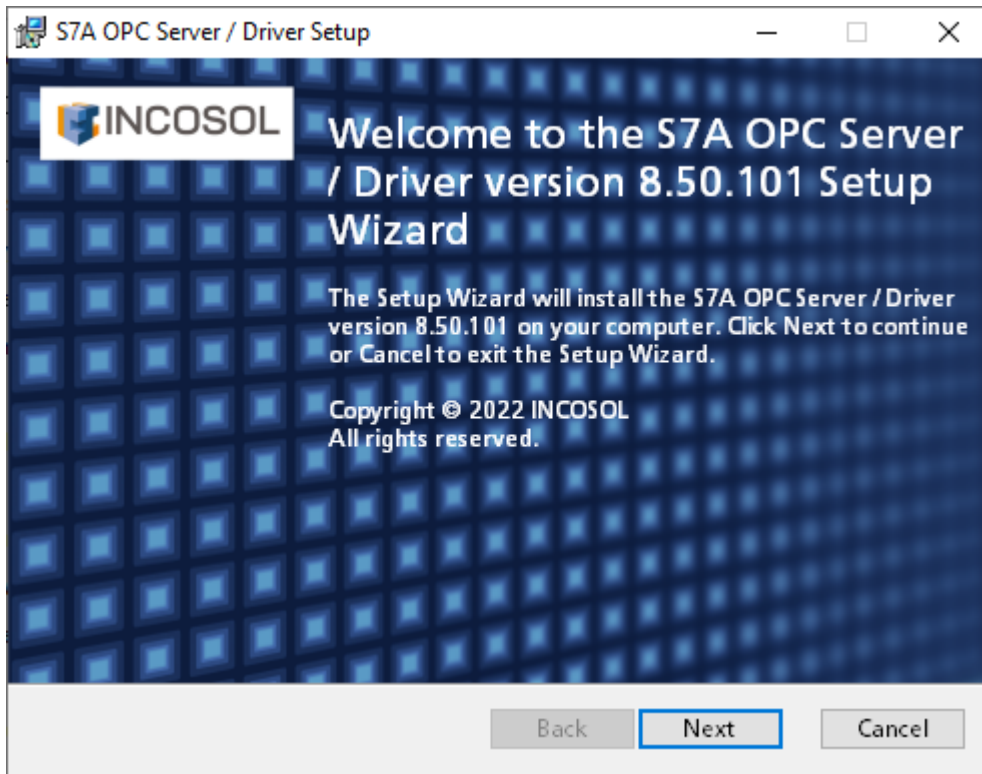 S7A OPC Server / Driver Setup
INCOSOL
Welcome to the S7A OPC Server
/ Driver version 8.50.101 Setup
Wizard
The Setup Wizard will install the S7A OPC Server / Driver
version 8.50.101 on your computer. Click Next to continue
or Cancel to exit the Setup Wizard.
Copyright © 2022 INCOSOL
All rights reserved.
Back Next Cancel